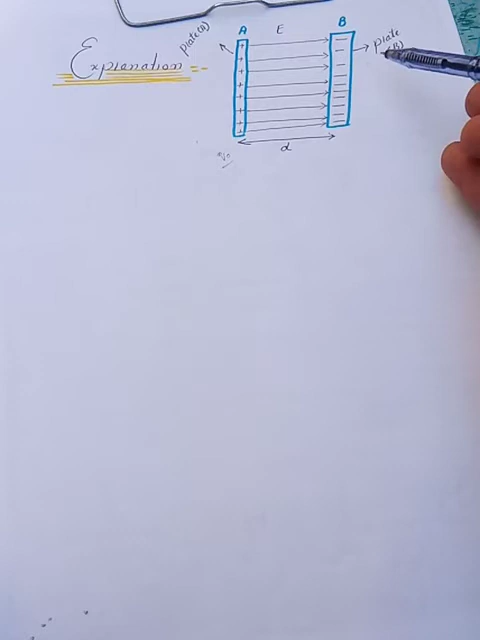 Explanation
Plate(A)
A
E
B
Plate
(B)
+
+
+
+
+
+
+
d